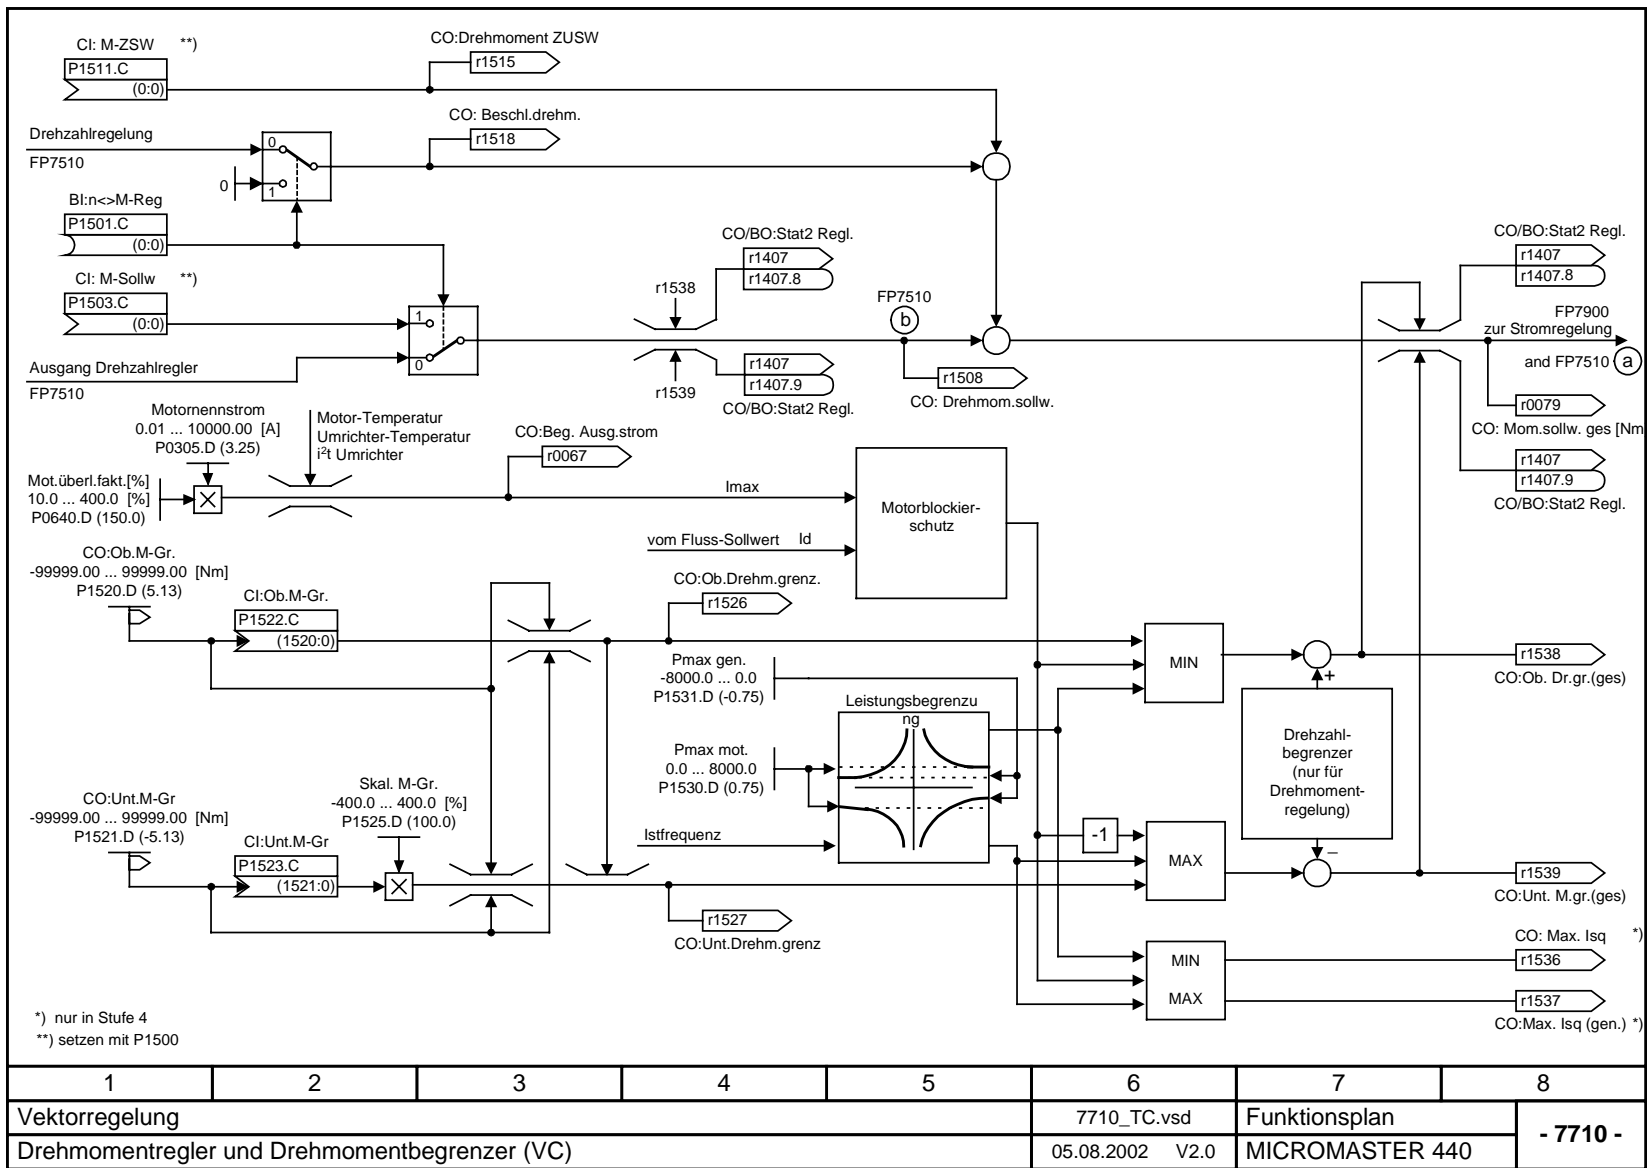 CI: M-ZSW **)
P1511.C
(0:0)
CO:Drehmoment ZUSW
r1515
Drehzahlregelung
FP7510
0
1
0
CO: Beschl.drehm.
r1518
BI:n<>M-Reg
P1501.C
(0:0)
CI: M-Sollw **)
P1503.C
(0:0)
Ausgang Drehzahlregler
FP7510
1
0
r1538
r1539
CO/BO:Stat2 Regl.
r1407
r1407.8
r1407
r1407.9
CO/BO:Stat2 Regl.
FP7510
b
r1508
CO: Drehmom.sollw.
CO/BO:Stat2 Regl.
r1407
r1407.8
FP7900
zur Stromregelung
and FP7510 a
r0079
CO: Mom.sollw. ges [Nm
r1407
r1407.9
CO/BO:Stat2 Regl.
Motornennstrom
0.01 ... 10000.00 [A]
P0305.D (3.25)
Mot.überl.fakt.[%]
10.0 ... 400.0 [%]
P0640.D (150.0)
Motor-Temperatur
Umrichter-Temperatur
i²t Umrichter
CO:Beg. Ausg.strom
r0067
Imax
vom Fluss-Sollwert Id
Motorblockier-
schutz
CO:Ob.M-Gr.
-99999.00 ... 99999.00 [Nm]
P1520.D (5.13)
CI:Ob.M-Gr.
P1522.C
(1520:0)
CO:Ob.Drehm.grenz.
r1526
Pmax gen.
-8000.0 ... 0.0
P1531.D (-0.75)
Leistungsbegrenzu
ng
Pmax mot.
0.0 ... 8000.0
P1530.D (0.75)
Istfrequenz
MIN
+
r1538
CO:Ob. Dr.gr.(ges)
Drehzahl-
begrenzer
(nur für
Drehmoment-
regelung)
CO:Unt.M-Gr
-99999.00 ... 99999.00 [Nm]
P1521.D (-5.13)
CI:Unt.M-Gr
P1523.C
(1521:0)
Skal. M-Gr.
-400.0 ... 400.0 [%]
P1525.D (100.0)
r1527
CO:Unt.Drehm.grenz
-1
MAX
–
r1539
CO:Unt. M.gr.(ges)
MIN
MAX
CO: Max. Isq *)
r1536
r1537
CO:Max. Isq (gen.) *)
*) nur in Stufe 4
**) setzen mit P1500
1 2 3 4 5 6 7 8
Vektorregelung 7710_TC.vsd Funktionsplan
- 7710 -
Drehmomentregler und Drehmomentbegrenzer (VC) 05.08.2002 V2.0 MICROMASTER 440